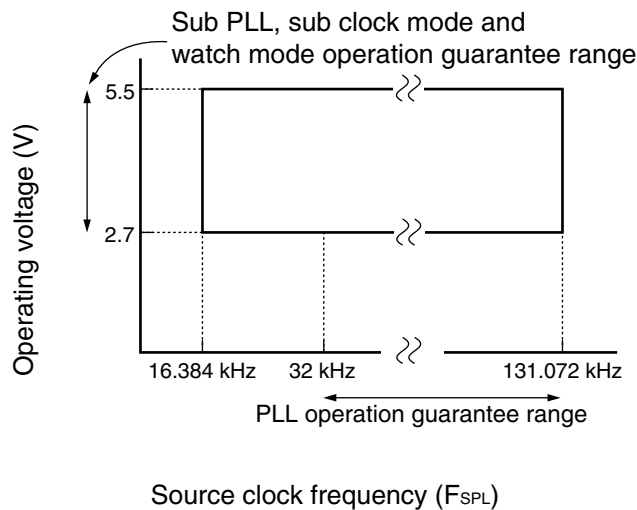 Sub PLL, sub clock mode and
watch mode operation guarantee range
5.5
Operating voltage (V)
2.7
16.384 kHz 32 kHz 131.072 kHz
PLL operation guarantee range
Source clock frequency (FSPL)